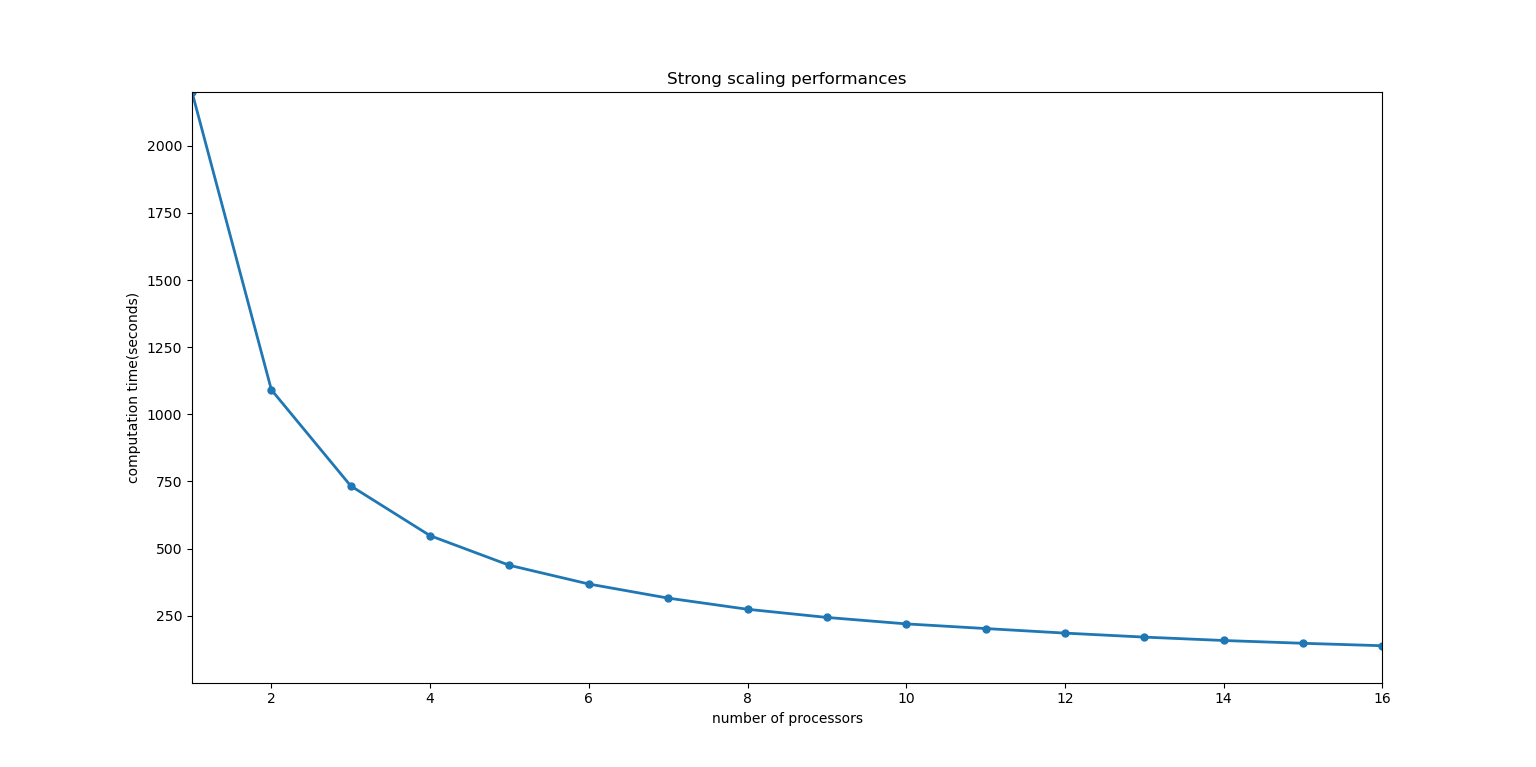 Strong scaling performances
2000
1750
1500
1250
1000
750
500
250
computation time(seconds)
2 4 6 8 10 12 14 16
number of processors